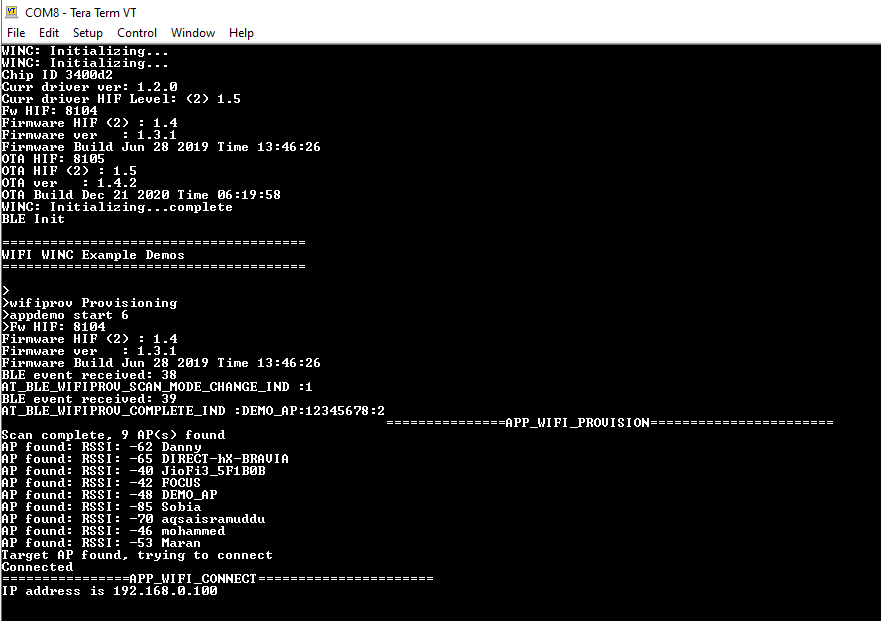 COM8 - Tera Term VT
File Edit Setup Control Window Help
WINC: Initializing...
WINC: Initializing...
Chip ID 3400d2
Curr driver ver: 1.2.0
Curr driver HIF Level: (2) 1.5
Fw HIF: 8104
Firmware HIF (2) : 1.4
Firmware ver   : 1.3.1
Firmware Build Jun 28 2019 Time 13:46:26
OTA HIF: 8105
OTA HIF (2) : 1.5
OTA ver   : 1.4.2
OTA Build Dec 21 2020 Time 06:19:58
WINC: Initializing...complete
BLE Init
======================================
WIFI WINC Example Demos
======================================
>
>wifiprov Provisioning
>appdemo start 6
>Fw HIF: 8104
Firmware HIF (2) : 1.4
Firmware ver   : 1.3.1
Firmware Build Jun 28 2019 Time 13:46:26
BLE event received: 38
AT_BLE_WIFIPROV_SCAN_MODE_CHANGE_IND :1
BLE event received: 39
AT_BLE_WIFIPROV_COMPLETE_IND :DEMO_AP:12345678:2
===============APP_WIFI_PROVISION=======================
Scan complete, 9 AP(s) found
AP found: RSSI: -62 Danny
AP found: RSSI: -65 DIRECT-hX-BRAVIA
AP found: RSSI: -40 JioFi3_5F1B0B
AP found: RSSI: -42 FOCUS
AP found: RSSI: -48 DEMO_AP
AP found: RSSI: -85 Sobia
AP found: RSSI: -70 aqsaisramuddu
AP found: RSSI: -46 mohammed
AP found: RSSI: -53 Maran
Target AP found, trying to connect
Connected
================APP_WIFI_CONNECT======================
IP address is 192.168.0.100